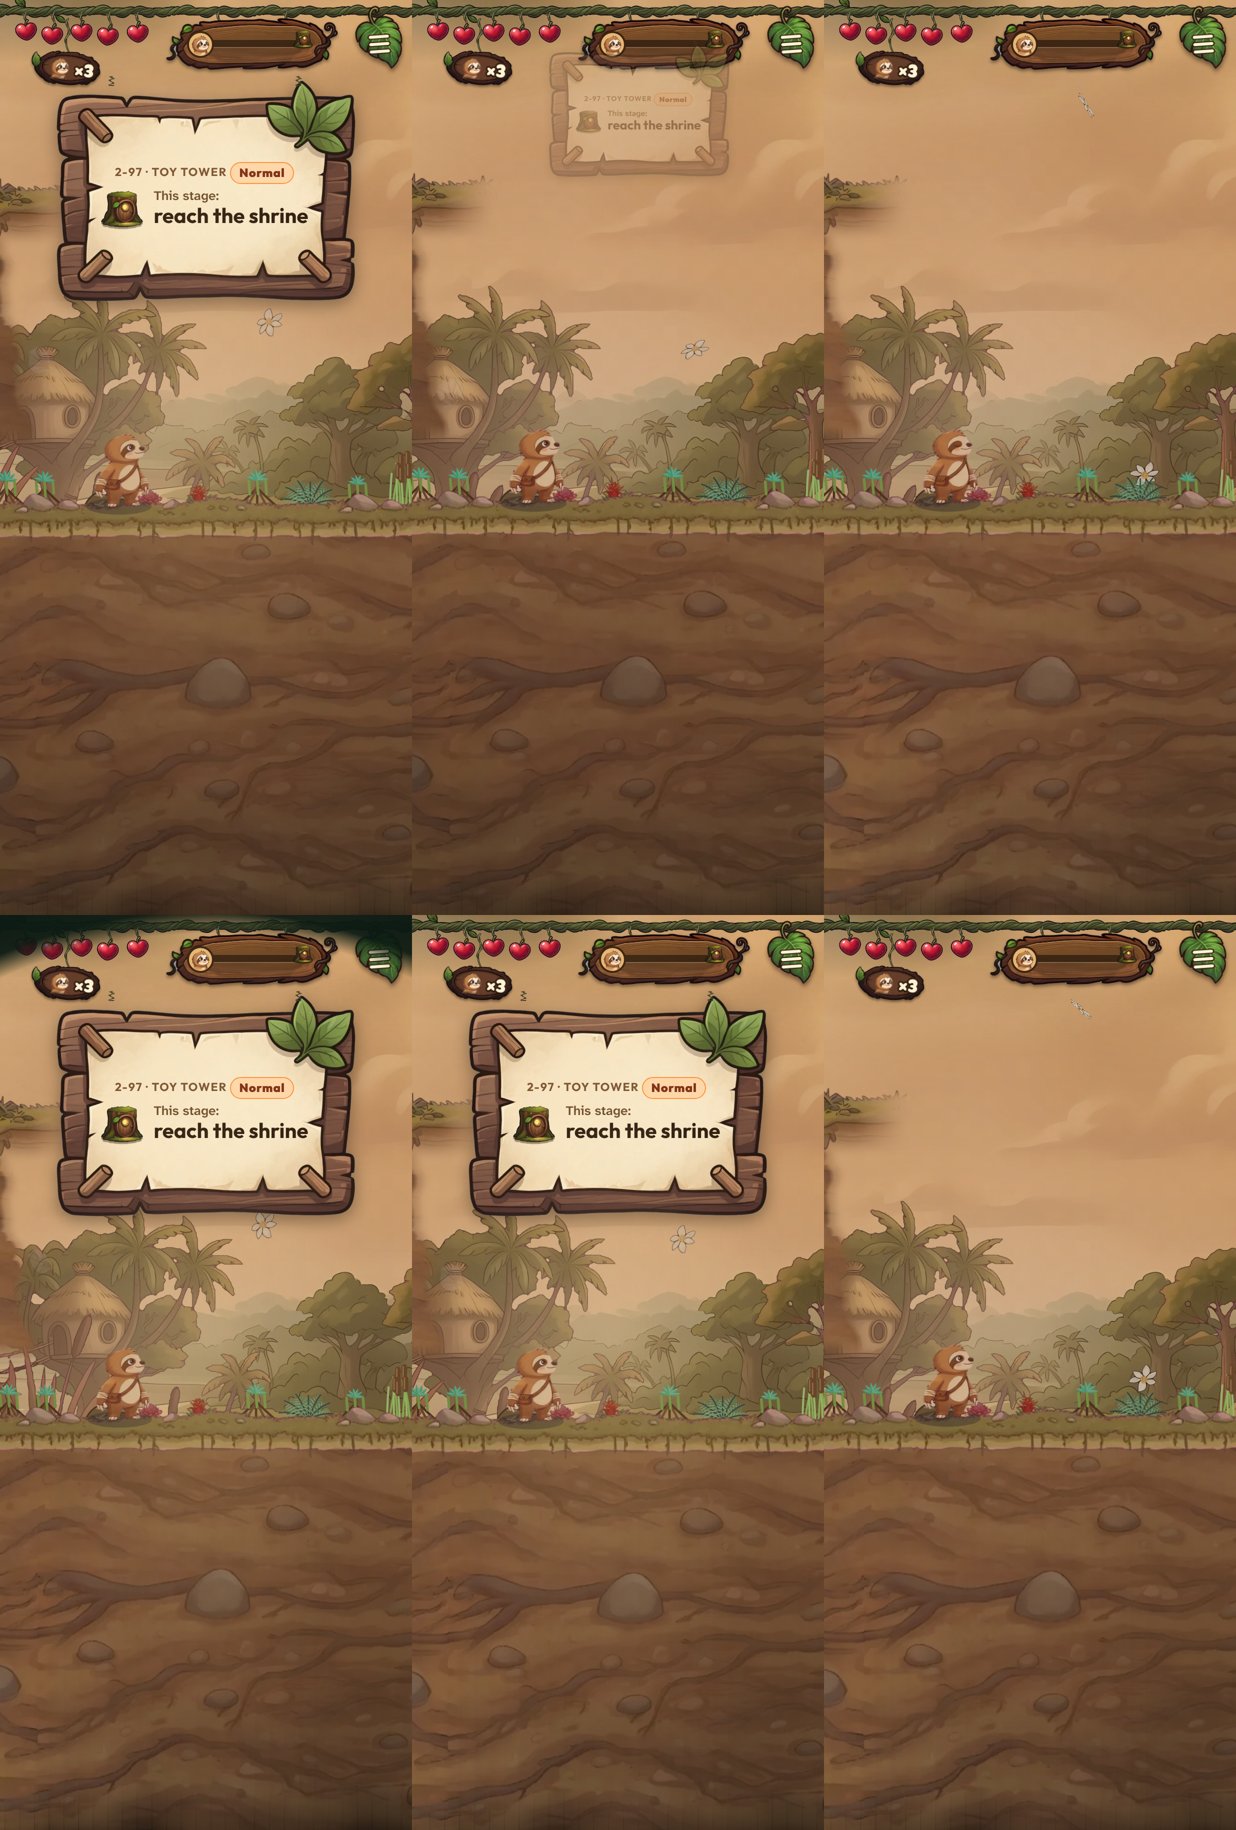 ×3
2-97 · TOY TOWER Normal
This stage:
reach the shrine
×3
2-97 · TOY TOWER Normal
This stage:
reach the shrine
×3
×3
2-97 · TOY TOWER Normal
This stage:
reach the shrine
×3
2-97 · TOY TOWER Normal
This stage:
reach the shrine
×3